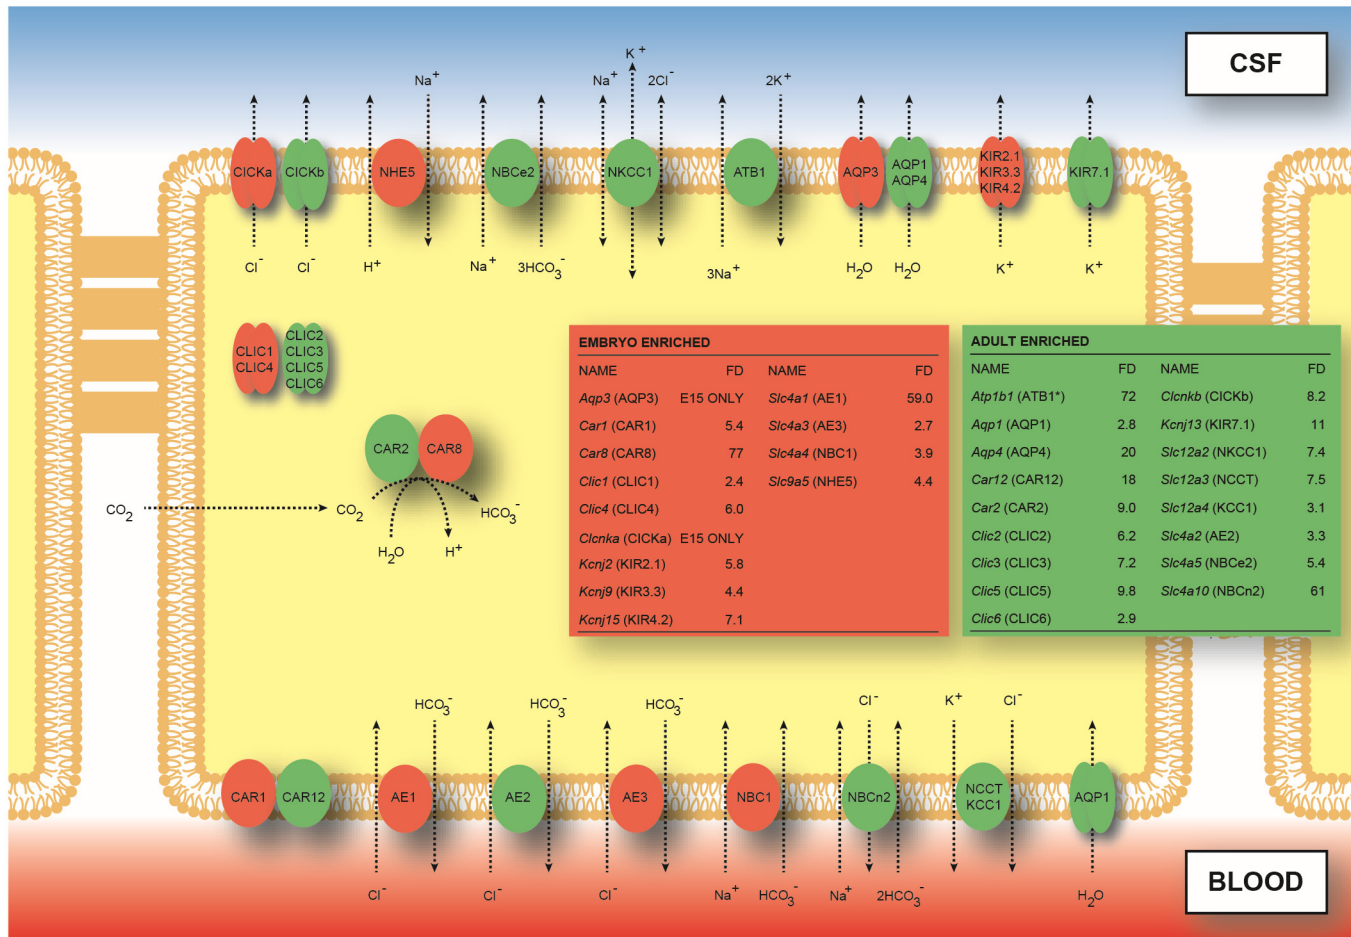 CSF
K+
Na+ Na+ 2Cl- 2K+
ClCKa ClCKb NHE5 NBCe2 NKCC1 ATB1 AQP3 AQP1 AQP4 KIR2.1 KIR3.3 KIR4.2 KIR7.1
Cl- Cl- H+ Na+ 3HCO3- 3Na+ H2O H2O K+ K+
CLIC1
CLIC4
CLIC2
CLIC3
CLIC5
CLIC6
CAR2 CAR8
CO2 CO2 HCO3-
H2O H+
EMBRYO ENRICHED
NAME FD NAME FD
Aqp3 (AQP3) E15 ONLY Slc4a1 (AE1) 59.0
Car1 (CAR1) 5.4 Slc4a3 (AE3) 2.7
Car8 (CAR8) 77 Slc4a4 (NBC1) 3.9
Clic1 (CLIC1) 2.4 Slc9a5 (NHE5) 4.4
Clic4 (CLIC4) 6.0
Clcnka (ClCKa) E15 ONLY
Kcnj2 (KIR2.1) 5.8
Kcnj9 (KIR3.3) 4.4
Kcnj15 (KIR4.2) 7.1
ADULT ENRICHED
NAME FD NAME FD
Atp1b1 (ATB1*) 72 Clcnkb (ClCKb) 8.2
Aqp1 (AQP1) 2.8 Kcnj13 (KIR7.1) 11
Aqp4 (AQP4) 20 Slc12a2 (NKCC1) 7.4
Car12 (CAR12) 18 Slc12a3 (NCCT) 7.5
Car2 (CAR2) 9.0 Slc12a4 (KCC1) 3.1
Clic2 (CLIC2) 6.2 Slc4a2 (AE2) 3.3
Clic3 (CLIC3) 7.2 Slc4a5 (NBCe2) 5.4
Clic5 (CLIC5) 9.8 Slc4a10 (NBCn2) 61
Clic6 (CLIC6) 2.9
HCO3- HCO3- HCO3- Cl- K+ Cl-
CAR1 CAR12 AE1 AE2 AE3 NBC1 NBCn2 NCCT KCC1 AQP1
Cl- Cl- Cl- Na+ HCO3- Na+ 2HCO3- H2O
BLOOD